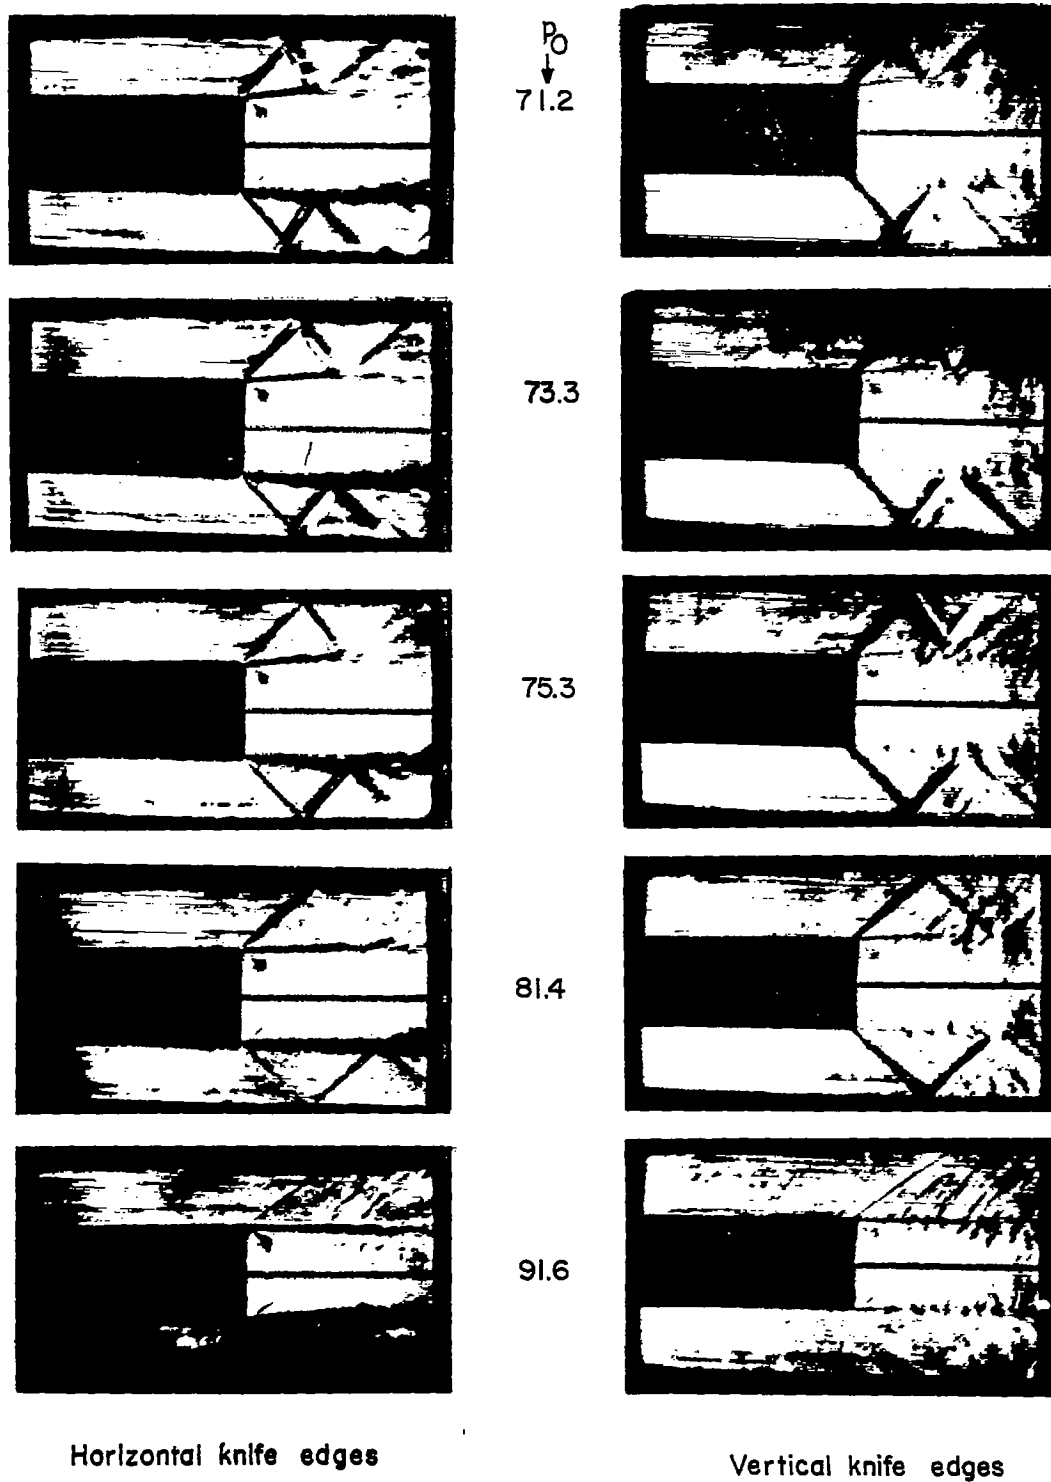 p₀
71.2
73.3
75.3
81.4
91.6
Horizontal knife edges
Vertical knife edges